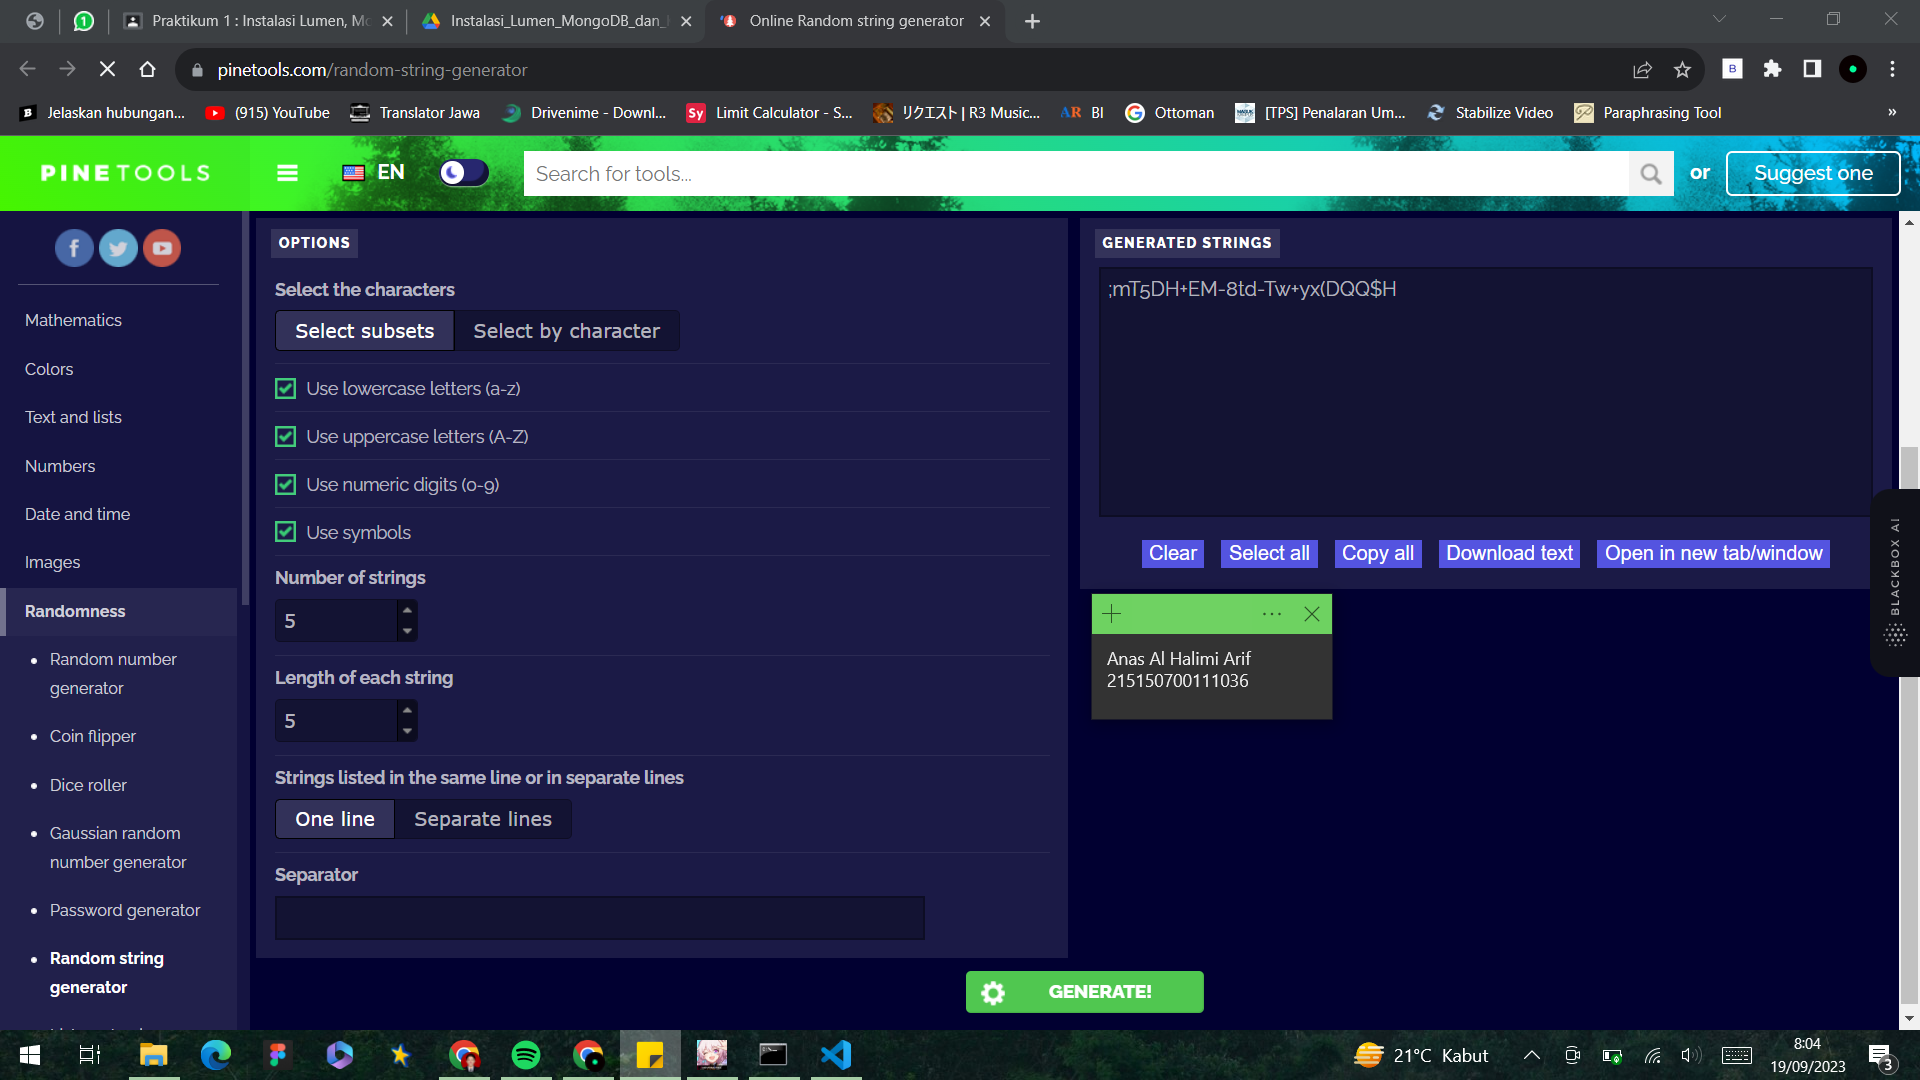 Praktikum 1 : Instalasi Lumen, Mo
Instalasi_Lumen_MongoDB_dan_
Online Random string generator
pinetools.com/random-string-generator
Jelaskan hubungan...
(915) YouTube
Translator Jawa
Drivenime - Downl...
Limit Calculator - S...
リクエスト | R3 Music...
BI
Ottoman
[TPS] Penalaran Um...
Stabilize Video
Paraphrasing Tool
»
PINETOOLS
EN
Search for tools...
or
Suggest one
Mathematics
Colors
Text and lists
Numbers
Date and time
Images
Randomness
Random number
generator
Coin flipper
Dice roller
Gaussian random
number generator
Password generator
Random string
generator
OPTIONS
Select the characters
Select subsets
Select by character
Use lowercase letters (a-z)
Use uppercase letters (A-Z)
Use numeric digits (0-9)
Use symbols
Number of strings
5
Length of each string
5
Strings listed in the same line or in separate lines
One line
Separate lines
Separator
GENERATE!
GENERATED STRINGS
;mT5DH+EM-8td-Tw+yx(DQQ$H
Clear
Select all
Copy all
Download text
Open in new tab/window
Anas Al Halimi Arif
215150700111036
BLACKBOX AI
21°C Kabut
8:04
19/09/2023
3